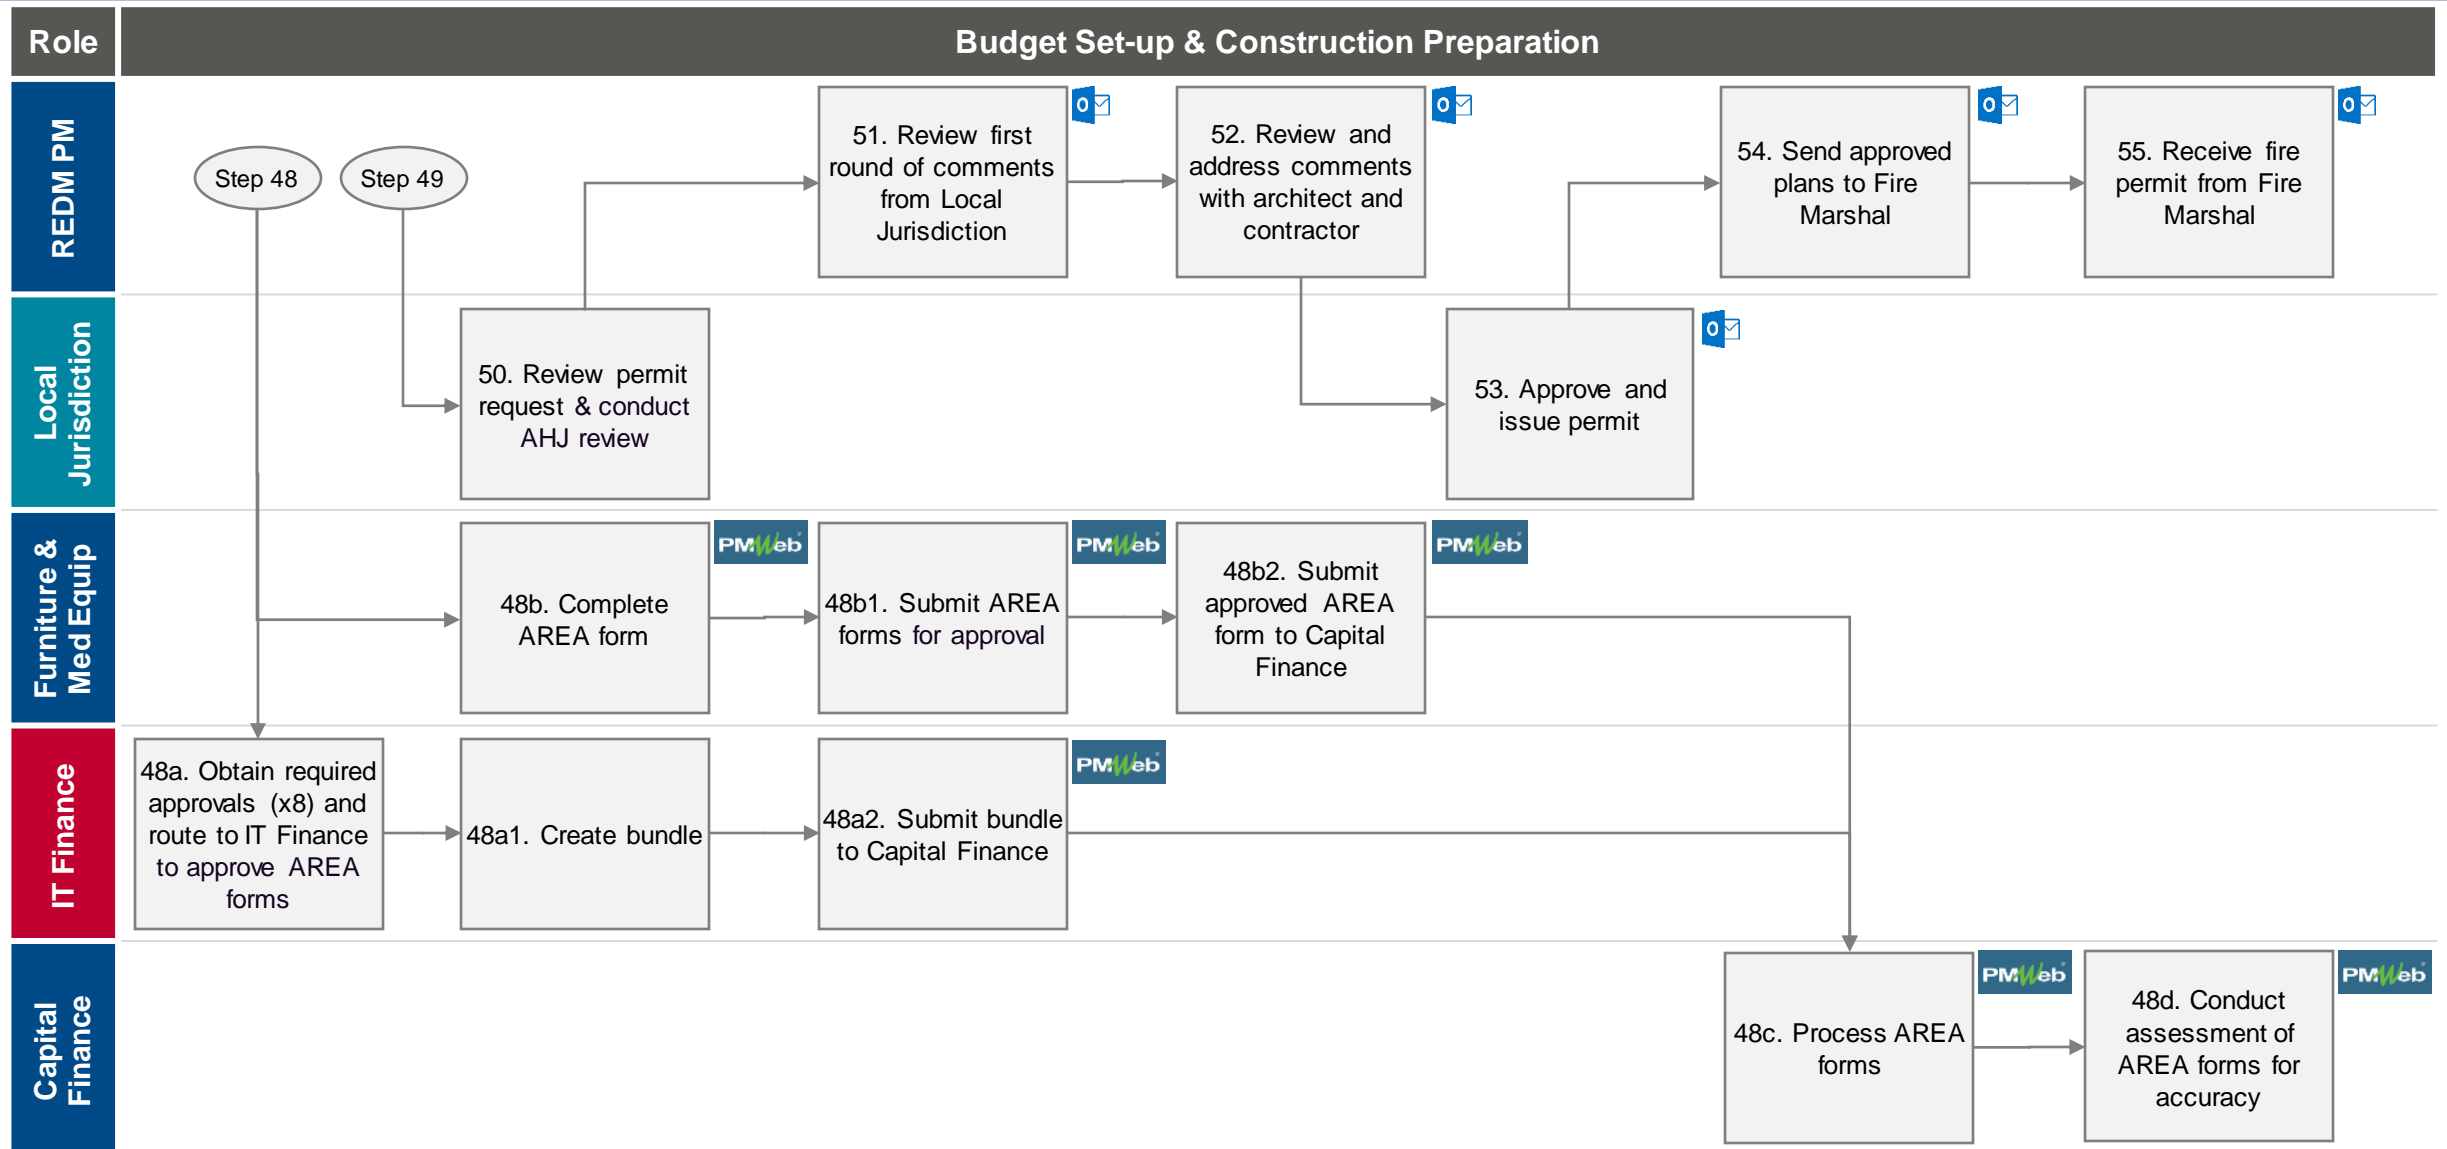 Role
Budget Set-up & Construction Preparation
REDM PM
Step 48
Step 49
51. Review first
round of comments
from Local
Jurisdiction
52. Review and
address comments
with architect and
contractor
54. Send approved
plans to Fire
Marshal
55. Receive fire
permit from Fire
Marshal
Local
Jurisdiction
50. Review permit
request & conduct
AHJ review
53. Approve and
issue permit
Furniture &
Med Equip
48b. Complete
AREA form
PMWeb
48b1. Submit AREA
forms for approval
PMWeb
48b2. Submit
approved AREA
form to Capital
Finance
PMWeb
IT Finance
48a. Obtain required
approvals (x8) and
route to IT Finance
to approve AREA
forms
48a1. Create bundle
48a2. Submit bundle
to Capital Finance
PMWeb
Capital
Finance
48c. Process AREA
forms
PMWeb
48d. Conduct
assessment of
AREA forms for
accuracy
PMWeb